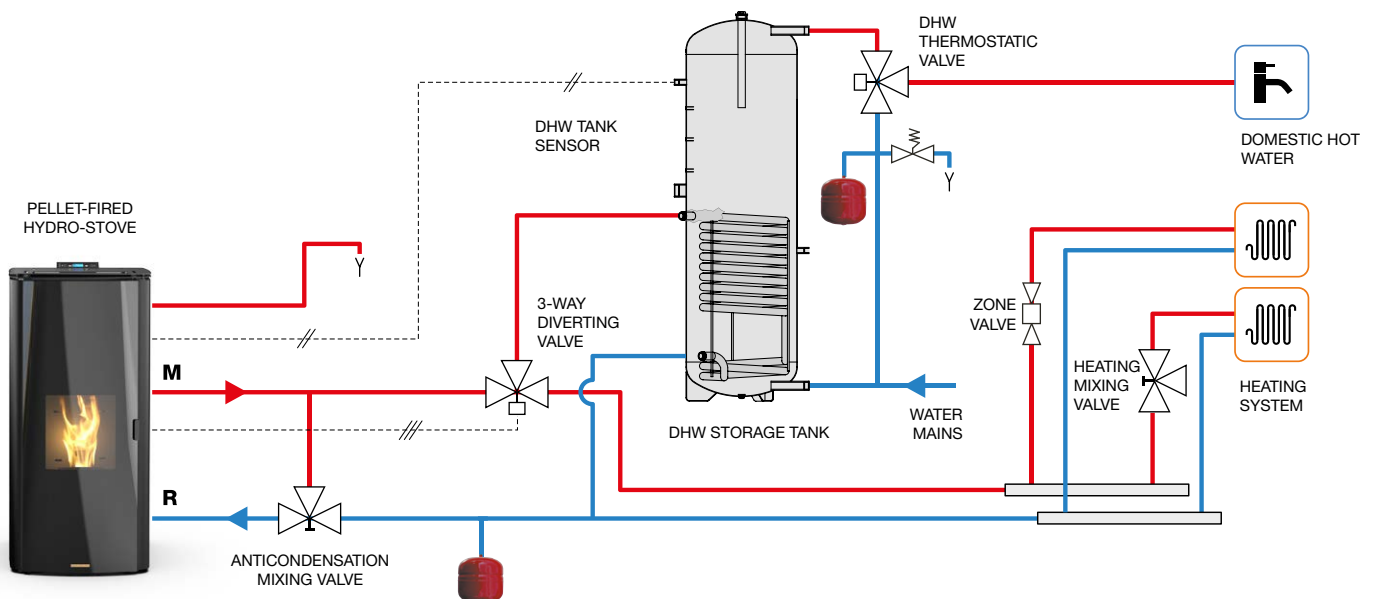 DHW
THERMOSTATIC
VALVE
DHW TANK
SENSOR
DOMESTIC HOT
WATER
PELLET-FIRED
HYDRO-STOVE
3-WAY
DIVERTING
VALVE
ZONE
VALVE
HEATING
MIXING
VALVE
HEATING
SYSTEM
M
WATER
MAINS
DHW STORAGE TANK
R
ANTICONDENSATION
MIXING VALVE